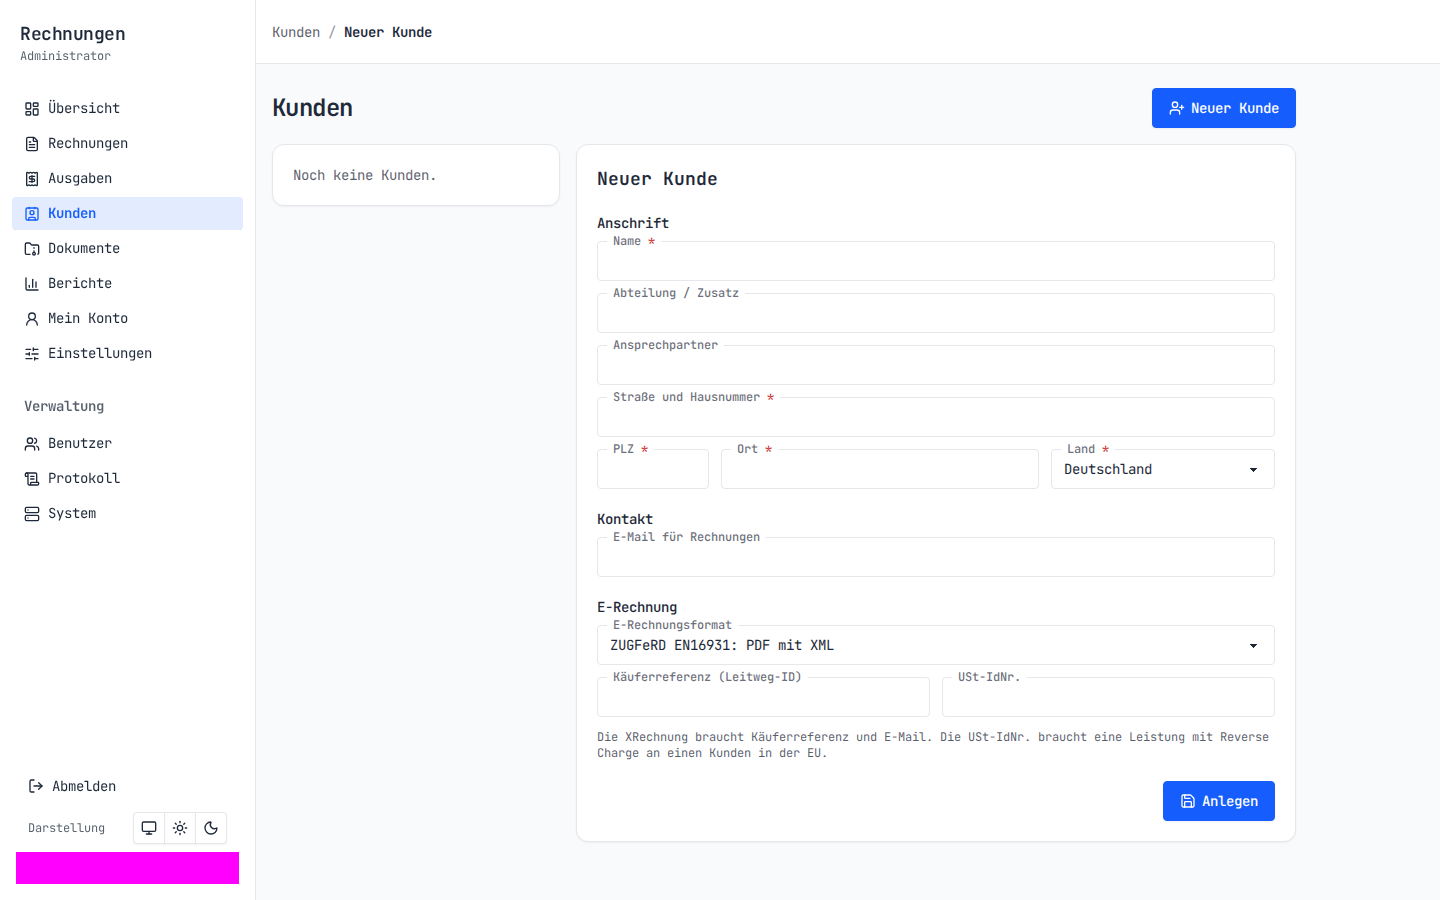 Rechnungen
Administrator
Übersicht
Rechnungen
Ausgaben
Kunden
Dokumente
Berichte
Mein Konto
Einstellungen
Verwaltung
Benutzer
Protokoll
System
Abmelden
Darstellung
Kunden / Neuer Kunde
Kunden
Neuer Kunde
Noch keine Kunden.
Neuer Kunde
Anschrift
Name *
Abteilung / Zusatz
Ansprechpartner
Straße und Hausnummer *
PLZ * Ort * Land *
Deutschland
Kontakt
E-Mail für Rechnungen
E-Rechnung
E-Rechnungsformat
ZUGFeRD EN16931: PDF mit XML
Käuferreferenz (Leitweg-ID) USt-IdNr.
Die XRechnung braucht Käuferreferenz und E-Mail. Die USt-IdNr. braucht eine Leistung mit Reverse
Charge an einen Kunden in der EU.
Anlegen